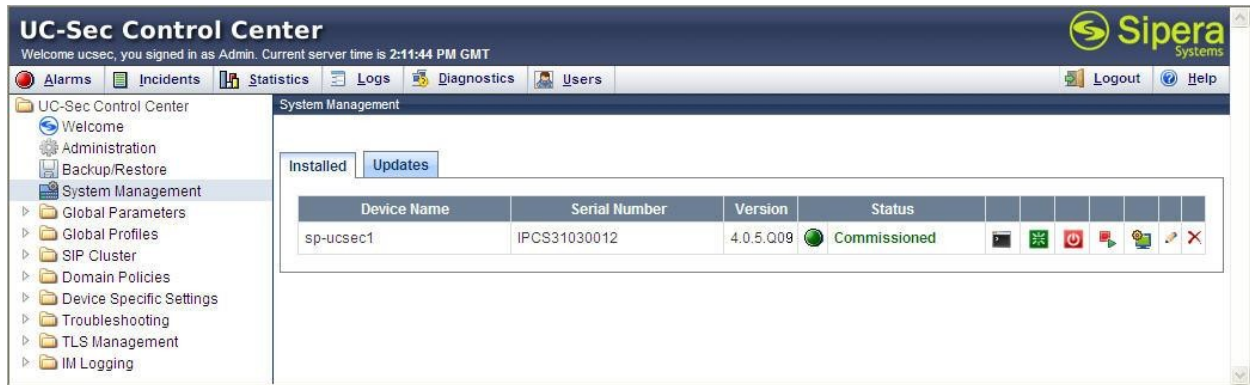 UC-Sec Control Center
Welcome ucsec, you signed in as Admin. Current server time is 2:11:44 PM GMT
Sipera
Systems
Alarms Incidents Statistics Logs Diagnostics Users Logout Help
UC-Sec Control Center
Welcome
Administration
Backup/Restore
System Management
Global Parameters
Global Profiles
SIP Cluster
Domain Policies
Device Specific Settings
Troubleshooting
TLS Management
IM Logging
System Management
Installed Updates
Device Name Serial Number Version Status
sp-ucsec1 IPCS31030012 4.0.5.Q09 Commissioned